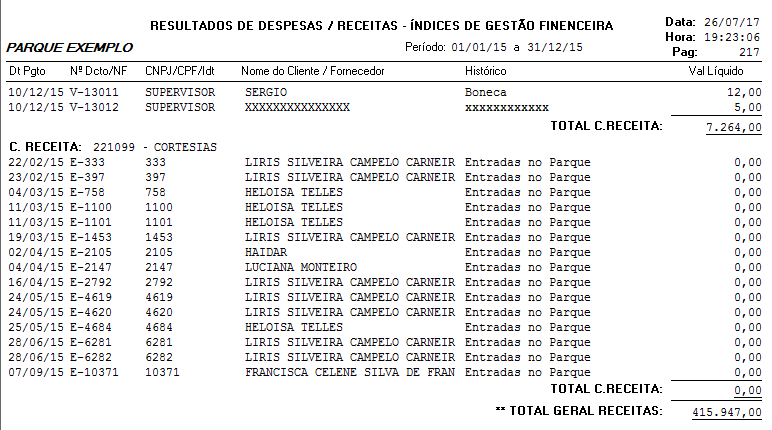 RESULTADOS DE DESPESAS / RECEITAS - ÍNDICES DE GESTÃO FINENCEIRA Data: 26/07/17
Hora: 19:23:06
PARQUE EXEMPLO Período: 01/01/15 a 31/12/15 Pag: 217
Dt Pgto Nº Dcto/NF CNPJ/CPF/Idt Nome do Cliente / Fornecedor Histórico Val Líquido
10/12/15 V-13011 SUPERVISOR SERGIO Boneca 12,00
10/12/15 V-13012 SUPERVISOR XXXXXXXXXXXXXXX xxxxxxxxxxxx 5,00
TOTAL C.RECEITA: 7.264,00
C. RECEITA: 221099 - CORTESIAS
22/02/15 E-333 333 LIRIS SILVEIRA CAMPELO CARNEIR Entradas no Parque 0,00
23/02/15 E-397 397 LIRIS SILVEIRA CAMPELO CARNEIR Entradas no Parque 0,00
04/03/15 E-758 758 HELOISA TELLES Entradas no Parque 0,00
11/03/15 E-1100 1100 HELOISA TELLES Entradas no Parque 0,00
11/03/15 E-1101 1101 HELOISA TELLES Entradas no Parque 0,00
19/03/15 E-1453 1453 LIRIS SILVEIRA CAMPELO CARNEIR Entradas no Parque 0,00
02/04/15 E-2105 2105 HAIDAR Entradas no Parque 0,00
04/04/15 E-2147 2147 LUCIANA MONTEIRO Entradas no Parque 0,00
16/04/15 E-2792 2792 LIRIS SILVEIRA CAMPELO CARNEIR Entradas no Parque 0,00
24/05/15 E-4619 4619 LIRIS SILVEIRA CAMPELO CARNEIR Entradas no Parque 0,00
24/05/15 E-4620 4620 LIRIS SILVEIRA CAMPELO CARNEIR Entradas no Parque 0,00
25/05/15 E-4684 4684 HELOISA TELLES Entradas no Parque 0,00
28/06/15 E-6281 6281 LIRIS SILVEIRA CAMPELO CARNEIR Entradas no Parque 0,00
28/06/15 E-6282 6282 LIRIS SILVEIRA CAMPELO CARNEIR Entradas no Parque 0,00
07/09/15 E-10371 10371 FRANCISCA CELENE SILVA DE FRAN Entradas no Parque 0,00
TOTAL C.RECEITA: 0,00
** TOTAL GERAL RECEITAS: 415.947,00